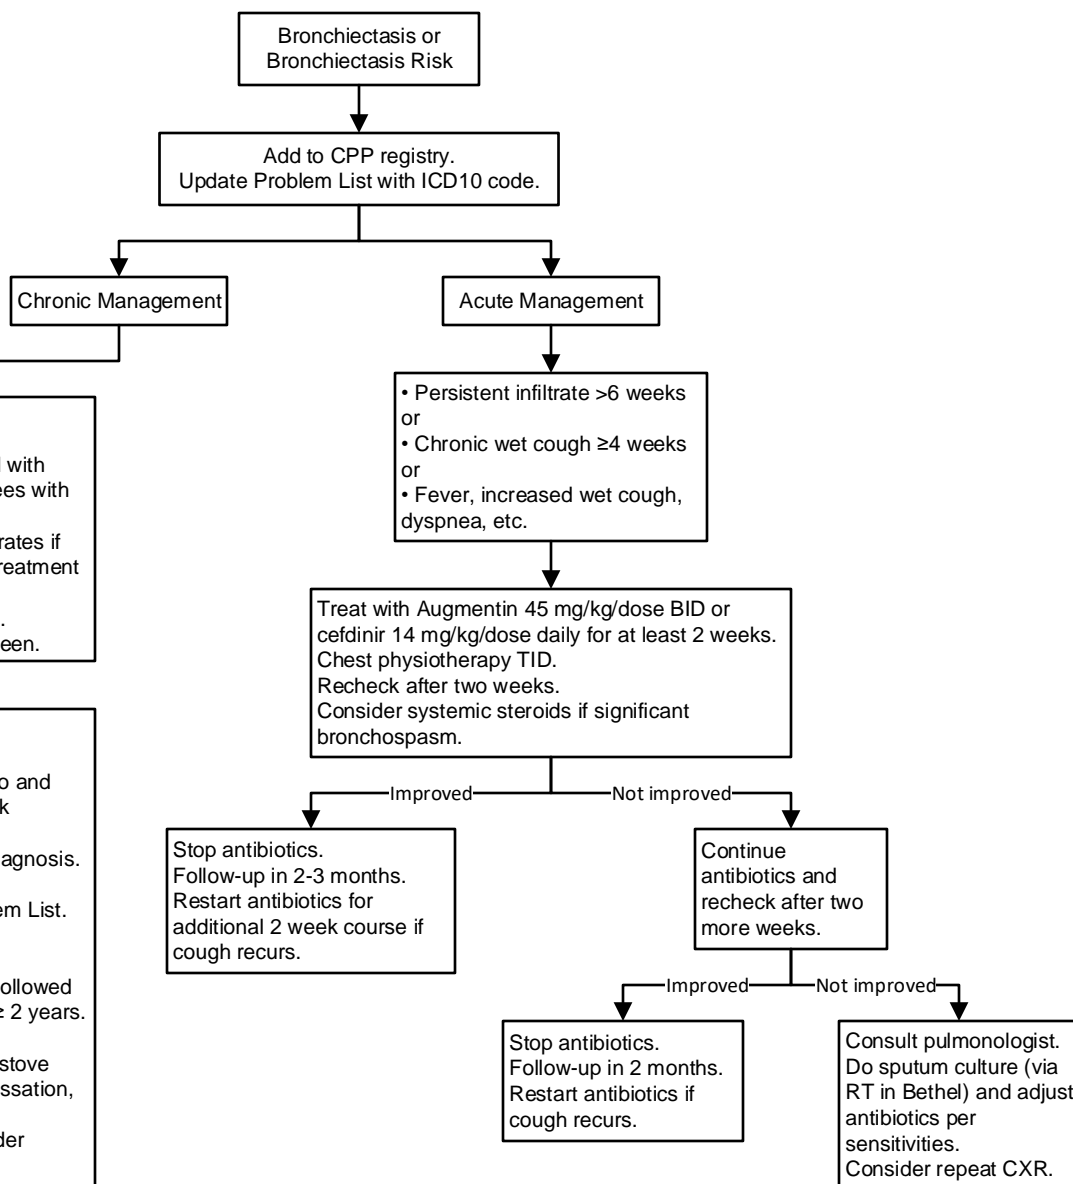 Bronchiectasis or
Bronchiectasis Risk
Add to CPP registry.
Update Problem List with ICD10 code.
Chronic Management
Acute Management
• Persistent infiltrate >6 weeks
or
• Chronic wet cough ≥4 weeks
or
• Fever, increased wet cough,
dyspnea, etc.
with
ees with
rates if
reatment
.
een.
Treat with Augmentin 45 mg/kg/dose BID or
cefdinir 14 mg/kg/dose daily for at least 2 weeks.
Chest physiotherapy TID.
Recheck after two weeks.
Consider systemic steroids if significant
bronchospasm.
o and
k
agnosis.
em List.
ollowed
≥ 2 years.
stove
ssation,
der
Improved
Not improved
Stop antibiotics.
Follow-up in 2-3 months.
Restart antibiotics for
additional 2 week course if
cough recurs.
Continue
antibiotics and
recheck after two
more weeks.
Improved
Not improved
Stop antibiotics.
Follow-up in 2 months.
Restart antibiotics if
cough recurs.
Consult pulmonologist.
Do sputum culture (via
RT in Bethel) and adjust
antibiotics per
sensitivities.
Consider repeat CXR.